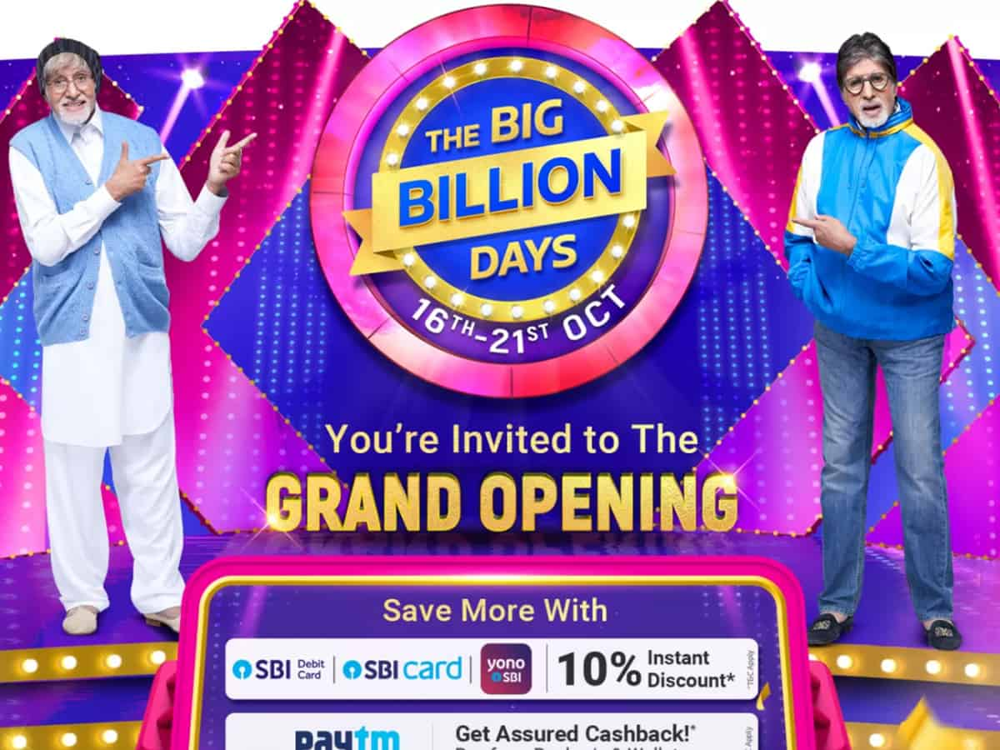 THE BIG
BILLION
DAYS
16TH-21ST OCT
You're Invited to The
GRAND OPENING
Save More With
SBI Debit Card | SBI card | yono SBI | 10% Instant Discount*
*T&C Apply
paytm Get Assured Cashback!*
Apply